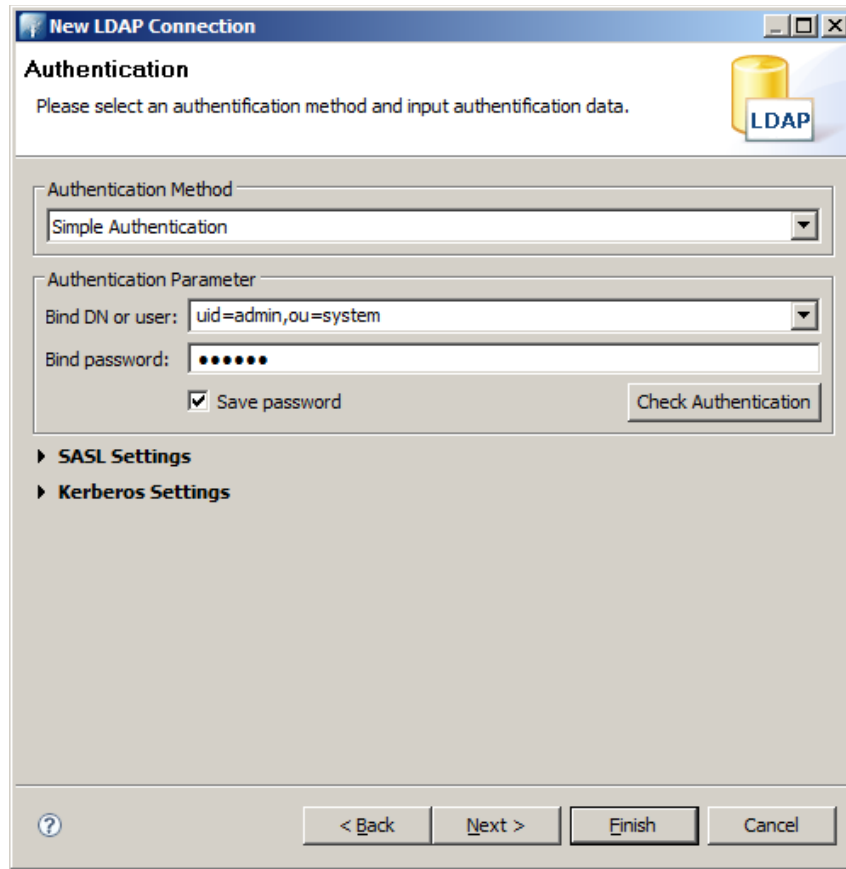 New LDAP Connection
Authentication
Please select an authentification method and input authentification data.
LDAP
Authentication Method
Simple Authentication
Authentication Parameter
Bind DN or user: uid=admin,ou=system
Bind password: ●●●●●●
Save password Check Authentication
SASL Settings
Kerberos Settings
? < Back Next > Finish Cancel